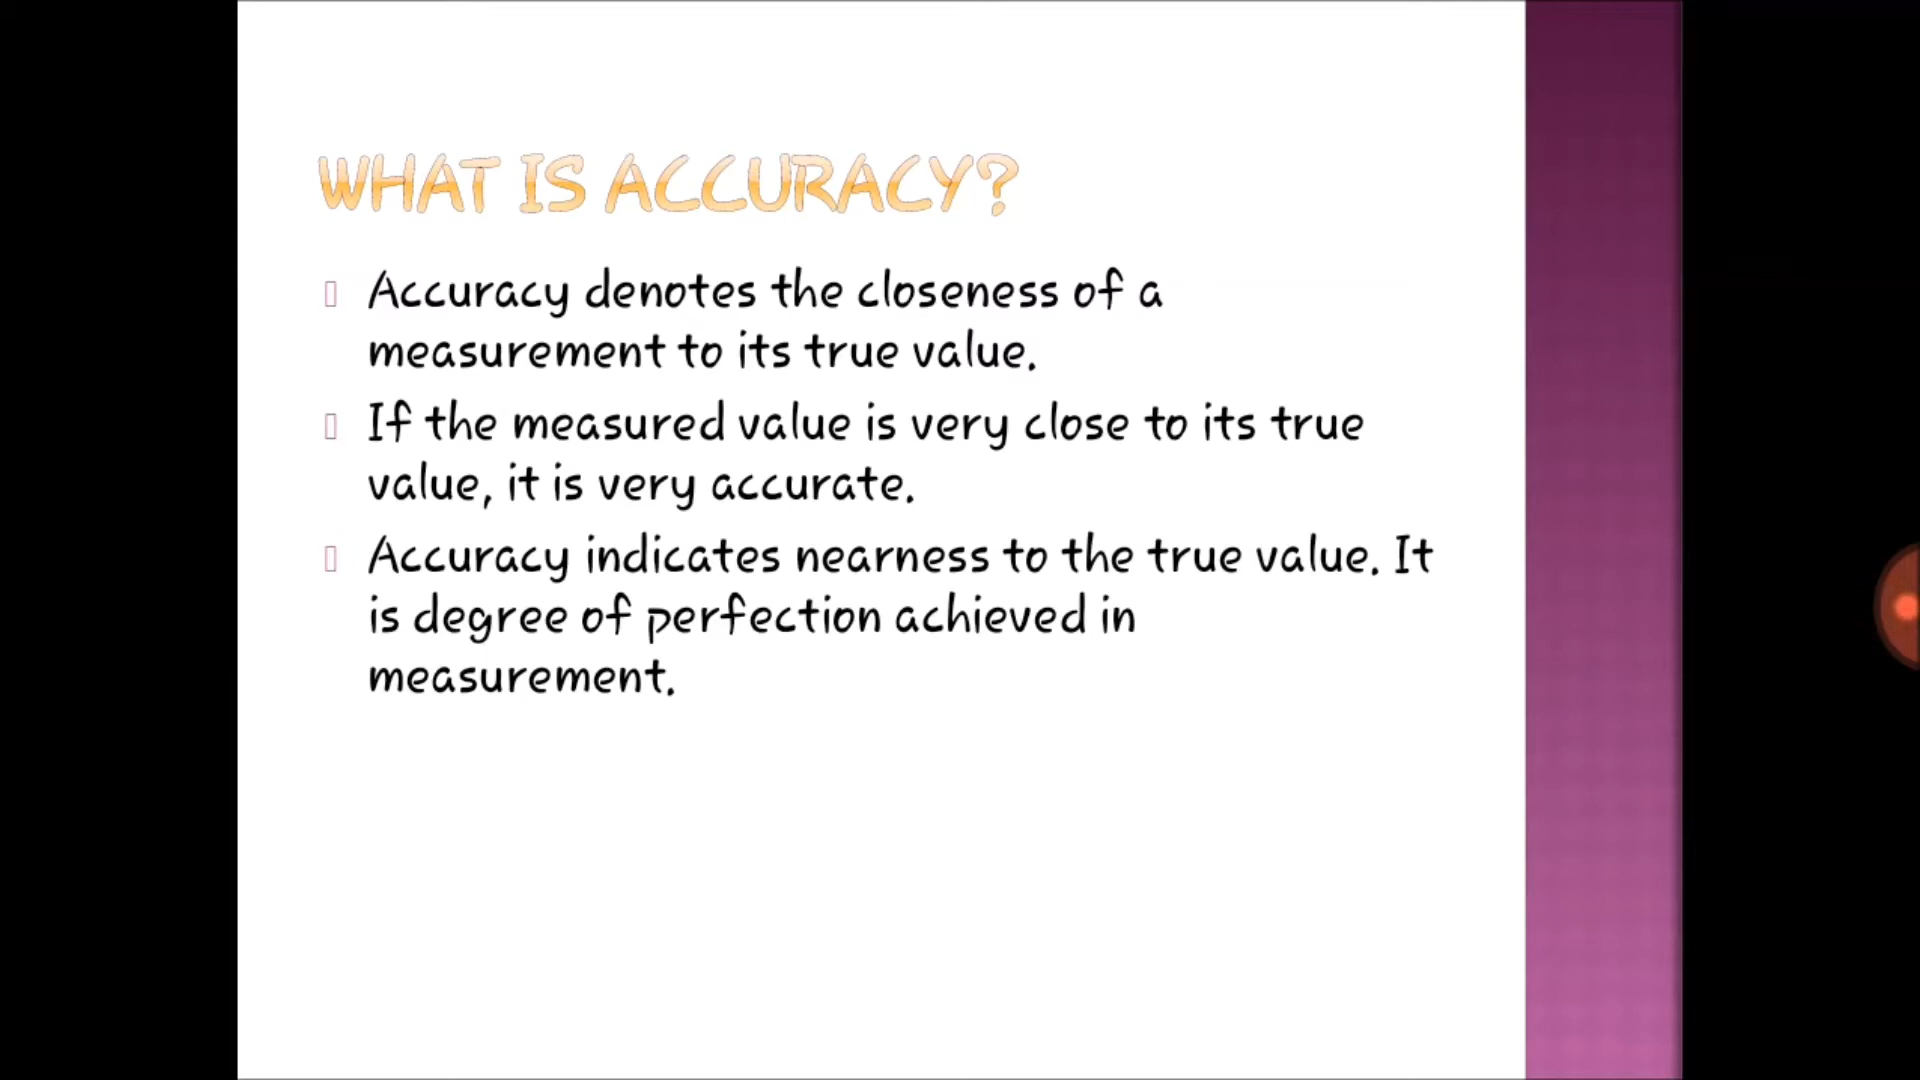 WHAT IS ACCURACY?
Accuracy denotes the closeness of a
measurement to its true value.
If the measured value is very close to its true
value, it is very accurate.
Accuracy indicates nearness to the true value. It
is degree of perfection achieved in
measurement.